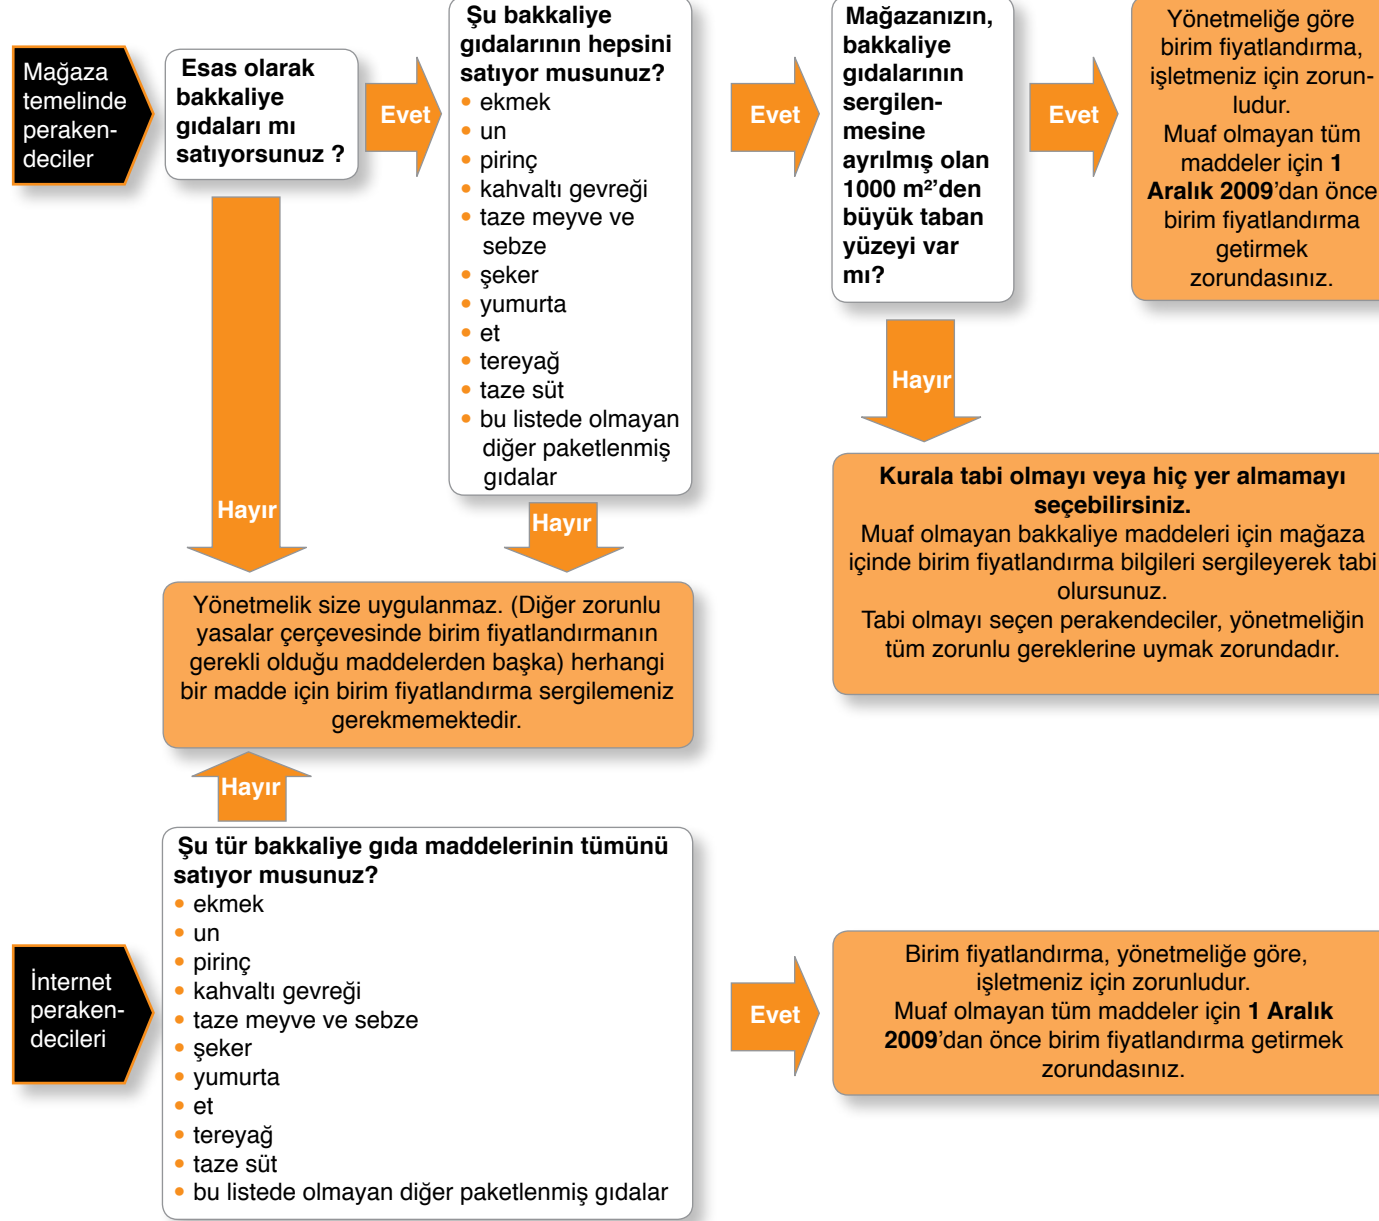 Mağaza
temelinde
peraken-
deciler
Esas olarak
bakkaliye
gıdaları mı
satıyorsunuz ?
Evet
Şu bakkaliye
gıdalarının hepsini
satıyor musunuz?
• ekmek
• un
• pirinç
• kahvaltı gevreği
• taze meyve ve
sebze
• şeker
• yumurta
• et
• tereyağ
• taze süt
• bu listede olmayan
diğer paketlenmiş
gıdalar
Evet
Mağazanızın,
bakkaliye
gıdalarının
sergilen-
mesine
ayrılmış olan
1000 m²’den
büyük taban
yüzeyi var
mı?
Evet
Yönetmeliğe göre
birim fiyatlandırma,
işletmeniz için zorun-
ludur.
Muaf olmayan tüm
maddeler için 1
Aralık 2009’dan önce
birim fiyatlandırma
getirmek
zorundasınız.
Hayır
Hayır
Hayır
Kurala tabi olmayı veya hiç yer almamayı
seçebilirsiniz.
Muaf olmayan bakkaliye maddeleri için mağaza
içinde birim fiyatlandırma bilgileri sergileyerek tabi
olursunuz.
Tabi olmayı seçen perakendeciler, yönetmeliğin
tüm zorunlu gereklerine uymak zorundadır.
Yönetmelik size uygulanmaz. (Diğer zorunlu
yasalar çerçevesinde birim fiyatlandırmanın
gerekli olduğu maddelerden başka) herhangi
bir madde için birim fiyatlandırma sergilemeniz
gerekmemektedir.
Hayır
İnternet
peraken-
decileri
Şu tür bakkaliye gıda maddelerinin tümünü
satıyor musunuz?
• ekmek
• un
• pirinç
• kahvaltı gevreği
• taze meyve ve sebze
• şeker
• yumurta
• et
• tereyağ
• taze süt
• bu listede olmayan diğer paketlenmiş gıdalar
Evet
Birim fiyatlandırma, yönetmeliğe göre,
işletmeniz için zorunludur.
Muaf olmayan tüm maddeler için 1 Aralık
2009’dan önce birim fiyatlandırma getirmek
zorundasınız.